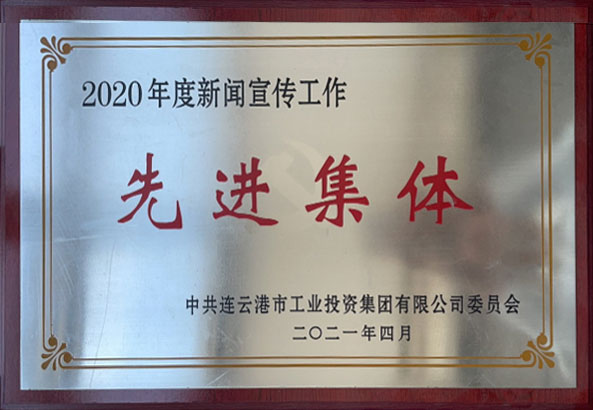 2020年度新闻宣传工作
先进集体
中共连云港市工业投资集团有限公司委员会
二〇二一年四月